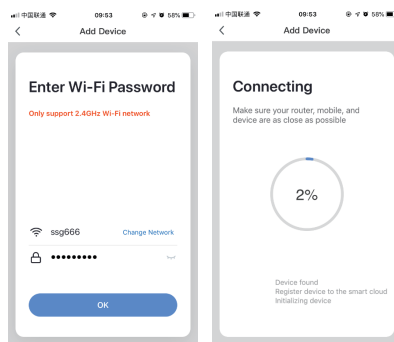 中国联通
09:53
58%
Add Device
Enter Wi-Fi Password
Only support 2.4GHz Wi-Fi network
ssg666
Change Network
OK
中国联通
09:53
58%
Add Device
Connecting
Make sure your router, mobile, and
device are as close as possible
2%
Device found
Register device to the smart cloud
Initializing device